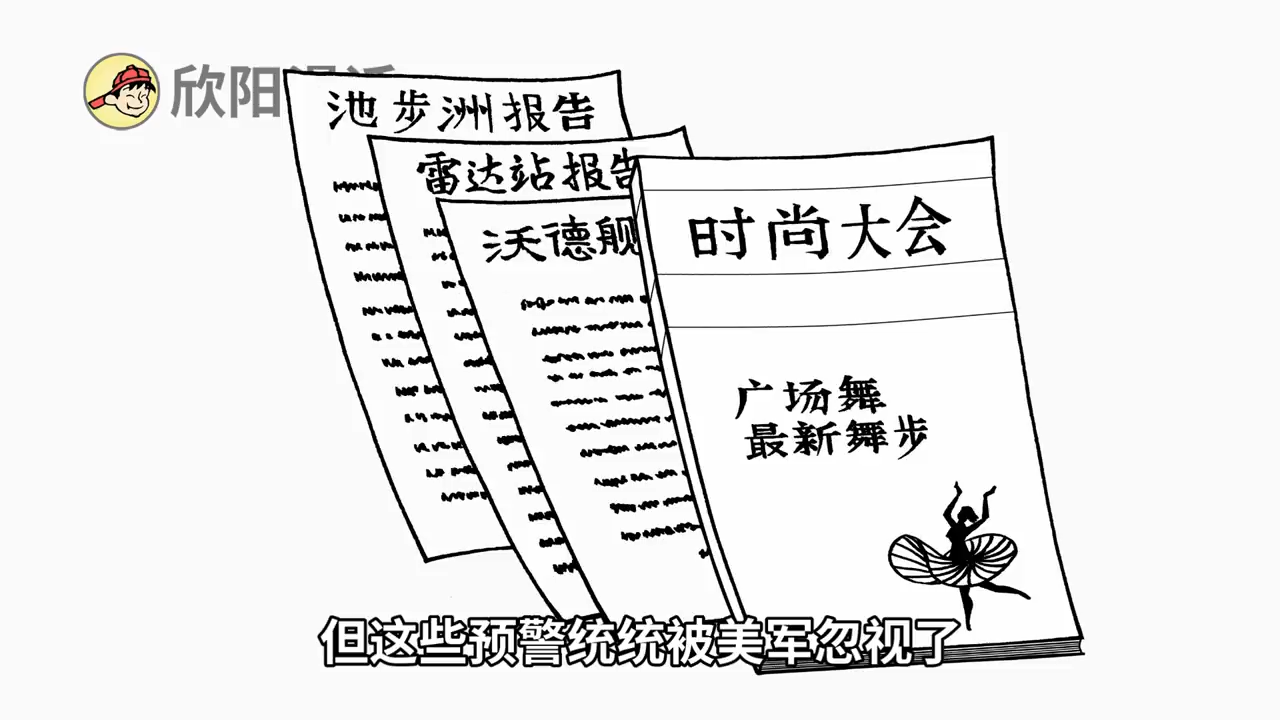 欣阳
池步洲报告
雷达站报告
沃德舰
时尚大会
广场舞
最新舞步
但这些预警统统被美军忽视了